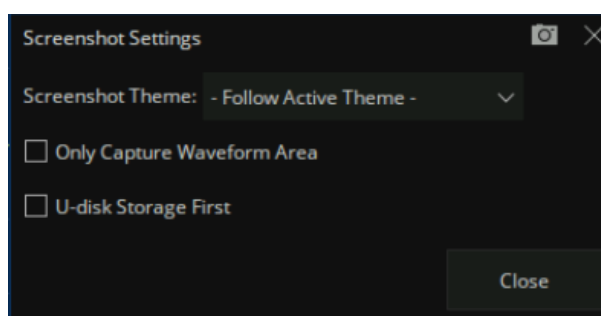 Screenshot Settings
Screenshot Theme: - Follow Active Theme -
Only Capture Waveform Area
U-disk Storage First
Close